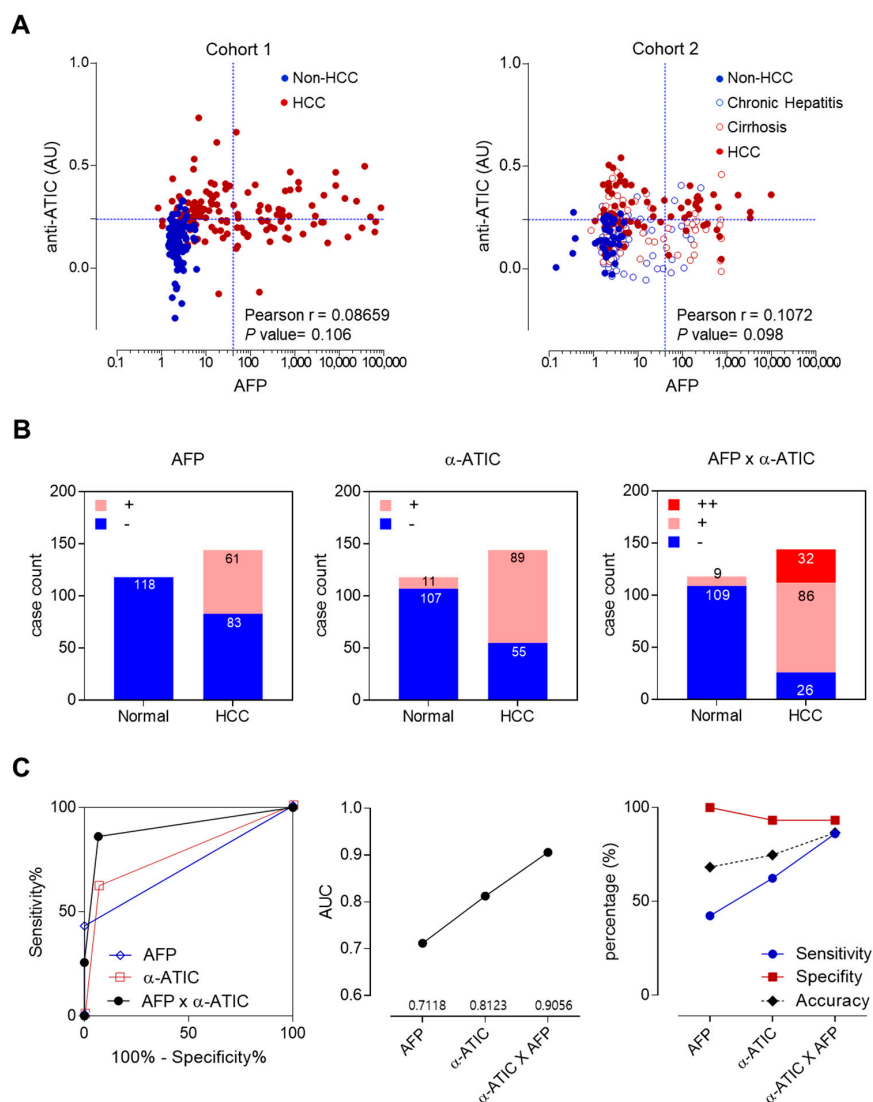 A
Cohort 1
1.0
0.5
0.0
anti-ATIC (AU)
Non-HCC
HCC
Pearson r = 0.08659
P value= 0.106
0.1 1 10 100 1,000 10,000 100,000
AFP
Cohort 2
1.0
0.5
0.0
anti-ATIC (AU)
Non-HCC
Chronic Hepatitis
Cirrhosis
HCC
Pearson r = 0.1072
P value= 0.098
0.1 1 10 100 1,000 10,000 100,000
AFP
B
AFP
200
150
100
50
0
case count
+
-
118
61
83
Normal HCC
α-ATIC
200
150
100
50
0
case count
+
-
11
107
89
55
Normal HCC
AFP x α-ATIC
200
150
100
50
0
case count
++
+
-
9
109
32
86
26
Normal HCC
C
100
50
0
Sensitivity%
AFP
α-ATIC
AFP x α-ATIC
0 50 100
100% - Specificity%
1.0
0.9
0.8
0.7
0.6
AUC
0.7118 0.8123 0.9056
AFP
α-ATIC
α-ATIC X AFP
100
50
0
percentage (%)
Sensitivity
Specifity
Accuracy
AFP
α-ATIC
α-ATIC X AFP